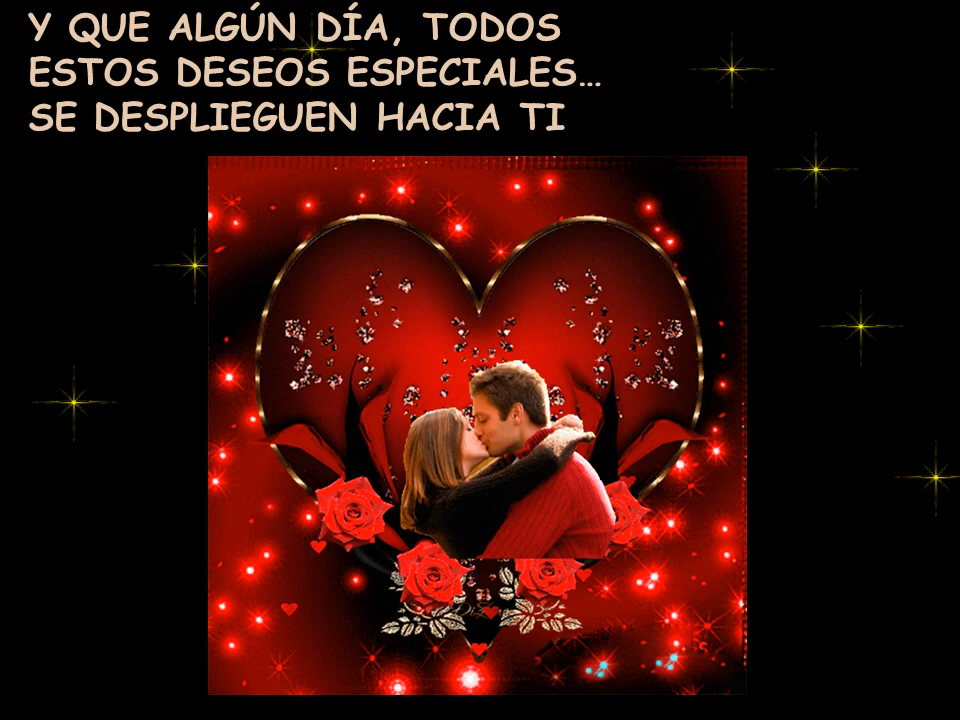 Y QUE ALGÚN DÍA, TODOS
ESTOS DESEOS ESPECIALES…
SE DESPLIEGUEN HACIA TI